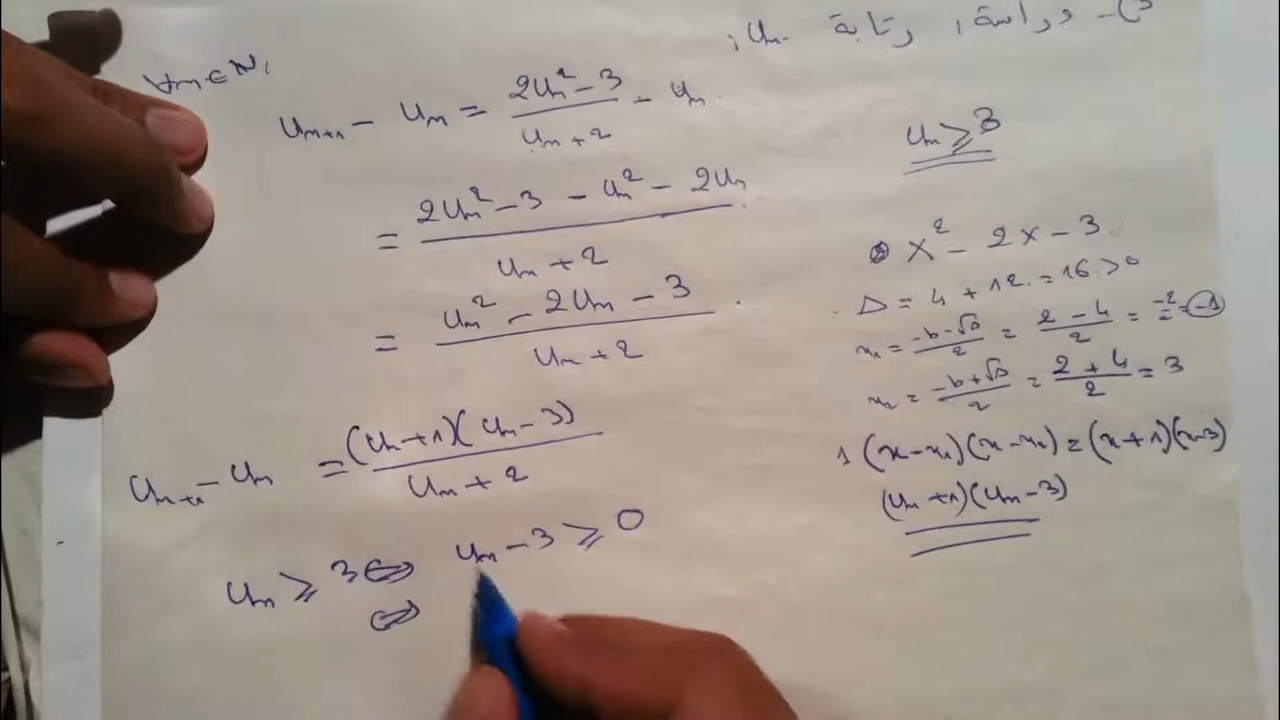 3)- دراسة رتابة Un.
∀n∈N,
Un+1 - Un = (2Un² - 3)/(Un + 2) - Un.
= (2Un² - 3 - Un² - 2Un)/(Un + 2)
= (Un² - 2Un - 3)/(Un + 2).
Un+1 - Un = (Un+1)(Un-3)/(Un + 2)
Un ≥ 3 ⇔ Un - 3 ≥ 0
⇔
Un ≥ 3
x² - 2x - 3
Δ = 4 + 12 = 16 > 0
x₁ = (-b-√Δ)/2 = (2 - 4)/2 = -2/2 = -1
x₂ = (-b+√Δ)/2 = (2 + 4)/2 = 3
1 (x-x₁)(x-x₂) = (x+1)(x-3)
(Un+1)(Un-3)